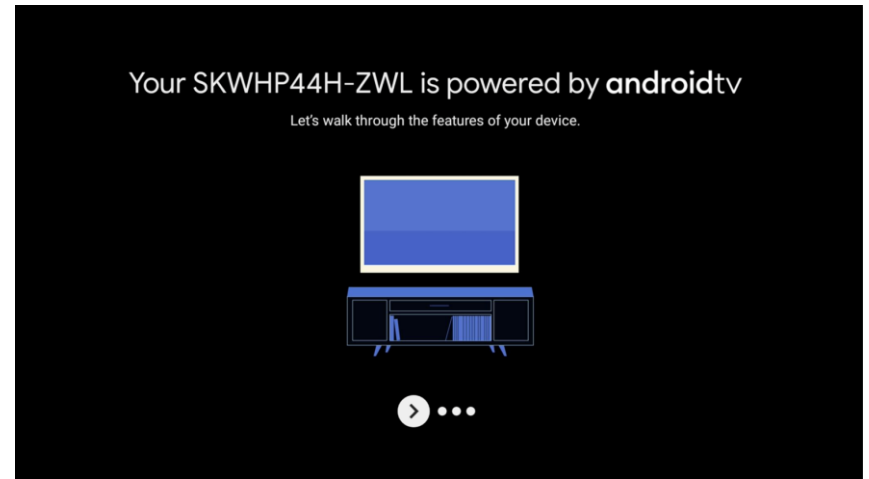 Your SKWHP44H-ZWL is powered by androidtv
Let's walk through the features of your device.